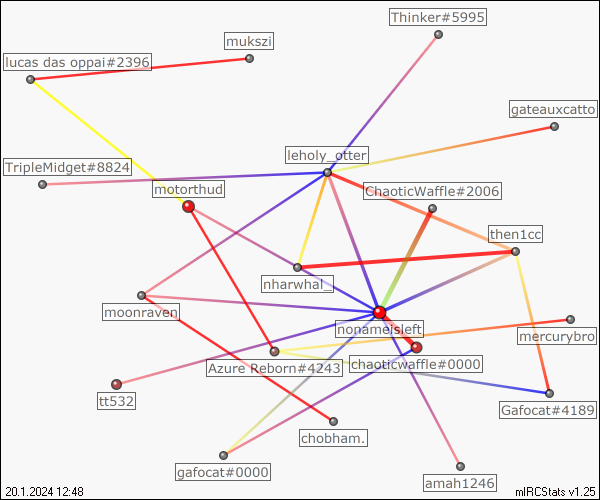 Thinker#5995
mukszi
lucas das oppai#2396
gateauxcatto
leholy_otter
TripleMidget#8824
motorthud
ChaoticWaffle#2006
then1cc
nharwhal_
moonraven
nonameisleft
mercurybro
Azure Reborn#4243
chaoticwaffle#0000
tt532
Gafocat#4189
chobham.
gafocat#0000
amah1246
20.1.2024 12:48
mIRCStats v1.25